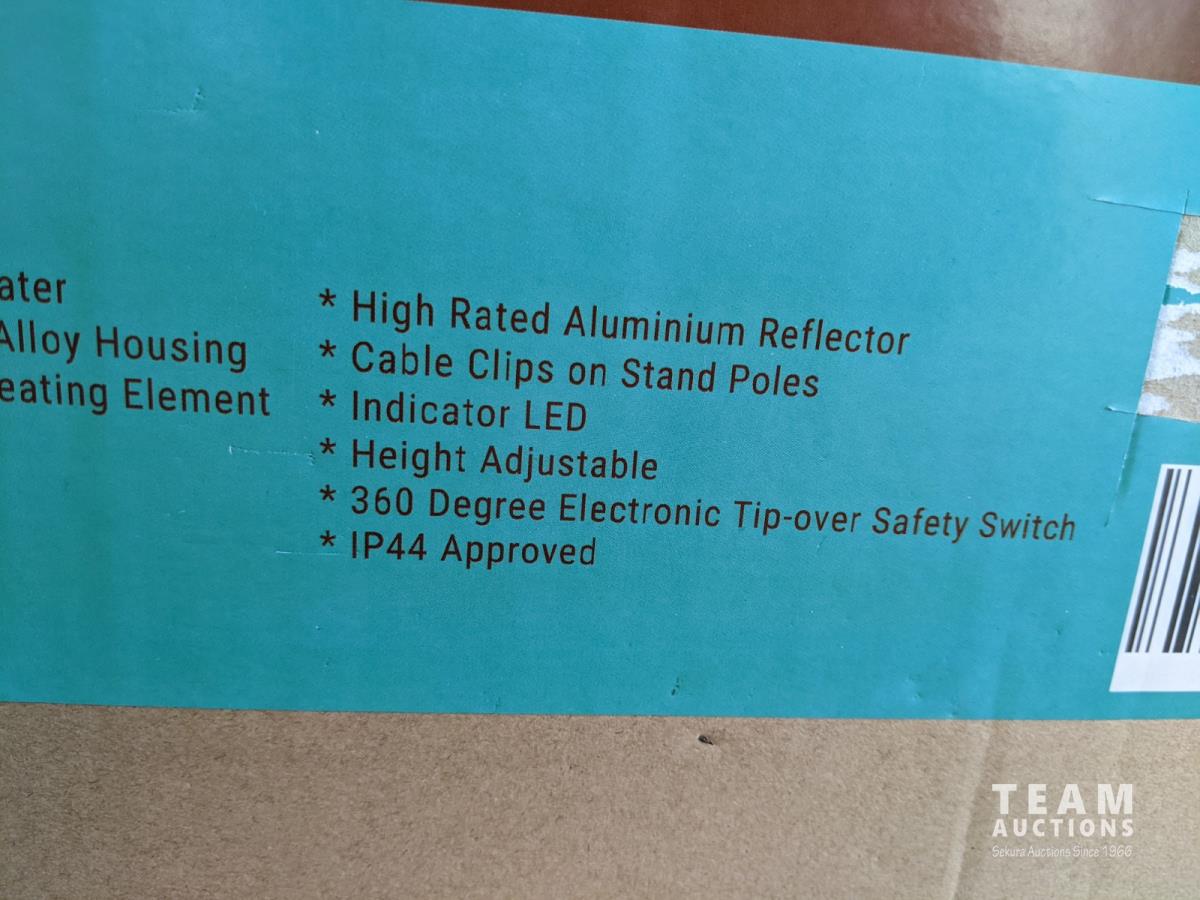 ater
Alloy Housing
eating Element
* High Rated Aluminium Reflector
* Cable Clips on Stand Poles
* Indicator LED
* Height Adjustable
* 360 Degree Electronic Tip-over Safety Switch
* IP44 Approved
TEAM
AUCTIONS
Sekura Auctions Since 1966